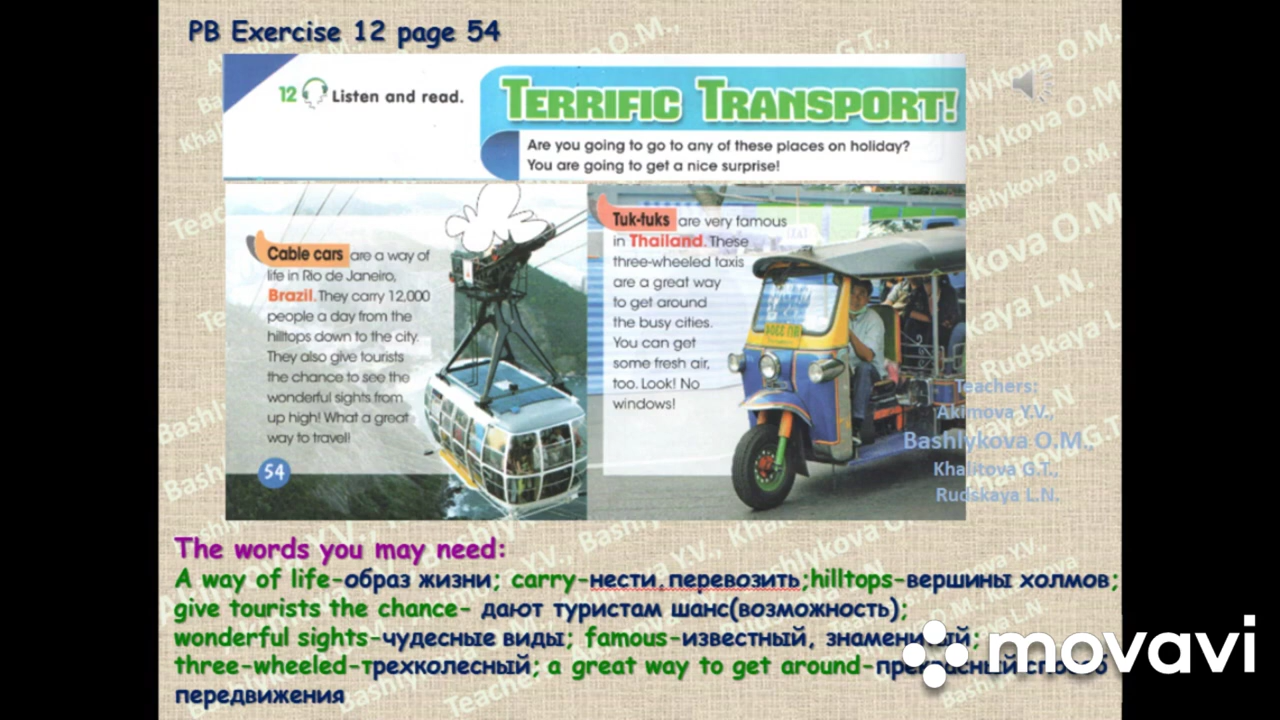 PB Exercise 12 page 54
12 Listen and read.
TERRIFIC TRANSPORT!
Are you going to go to any of these places on holiday?
You are going to get a nice surprise!
Cable cars are a way of
life in Rio de Janeiro,
Brazil. They carry 12,000
people a day from the
hilltops down to the city.
They also give tourists
the chance to see the
wonderful sights from
up high! What a great
way to travel!
54
Tuk-tuks are very famous
in Thailand. These
three-wheeled taxis
are a great way
to get around
the busy cities.
You can get
some fresh air,
too. Look! No
windows!
Teachers:
Akimova Y.V.,
Bashlykova O.M.,
Khalitova G.T.,
Rudskaya L.N.
The words you may need:
A way of life-образ жизни; carry-нести.перевозить;hilltops-вершины холмов;
give tourists the chance- дают туристам шанс(возможность);
wonderful sights-чудесные виды; famous-известный,
three-wheeled-трехколесный; a great way to get around-
передвижения
movavi